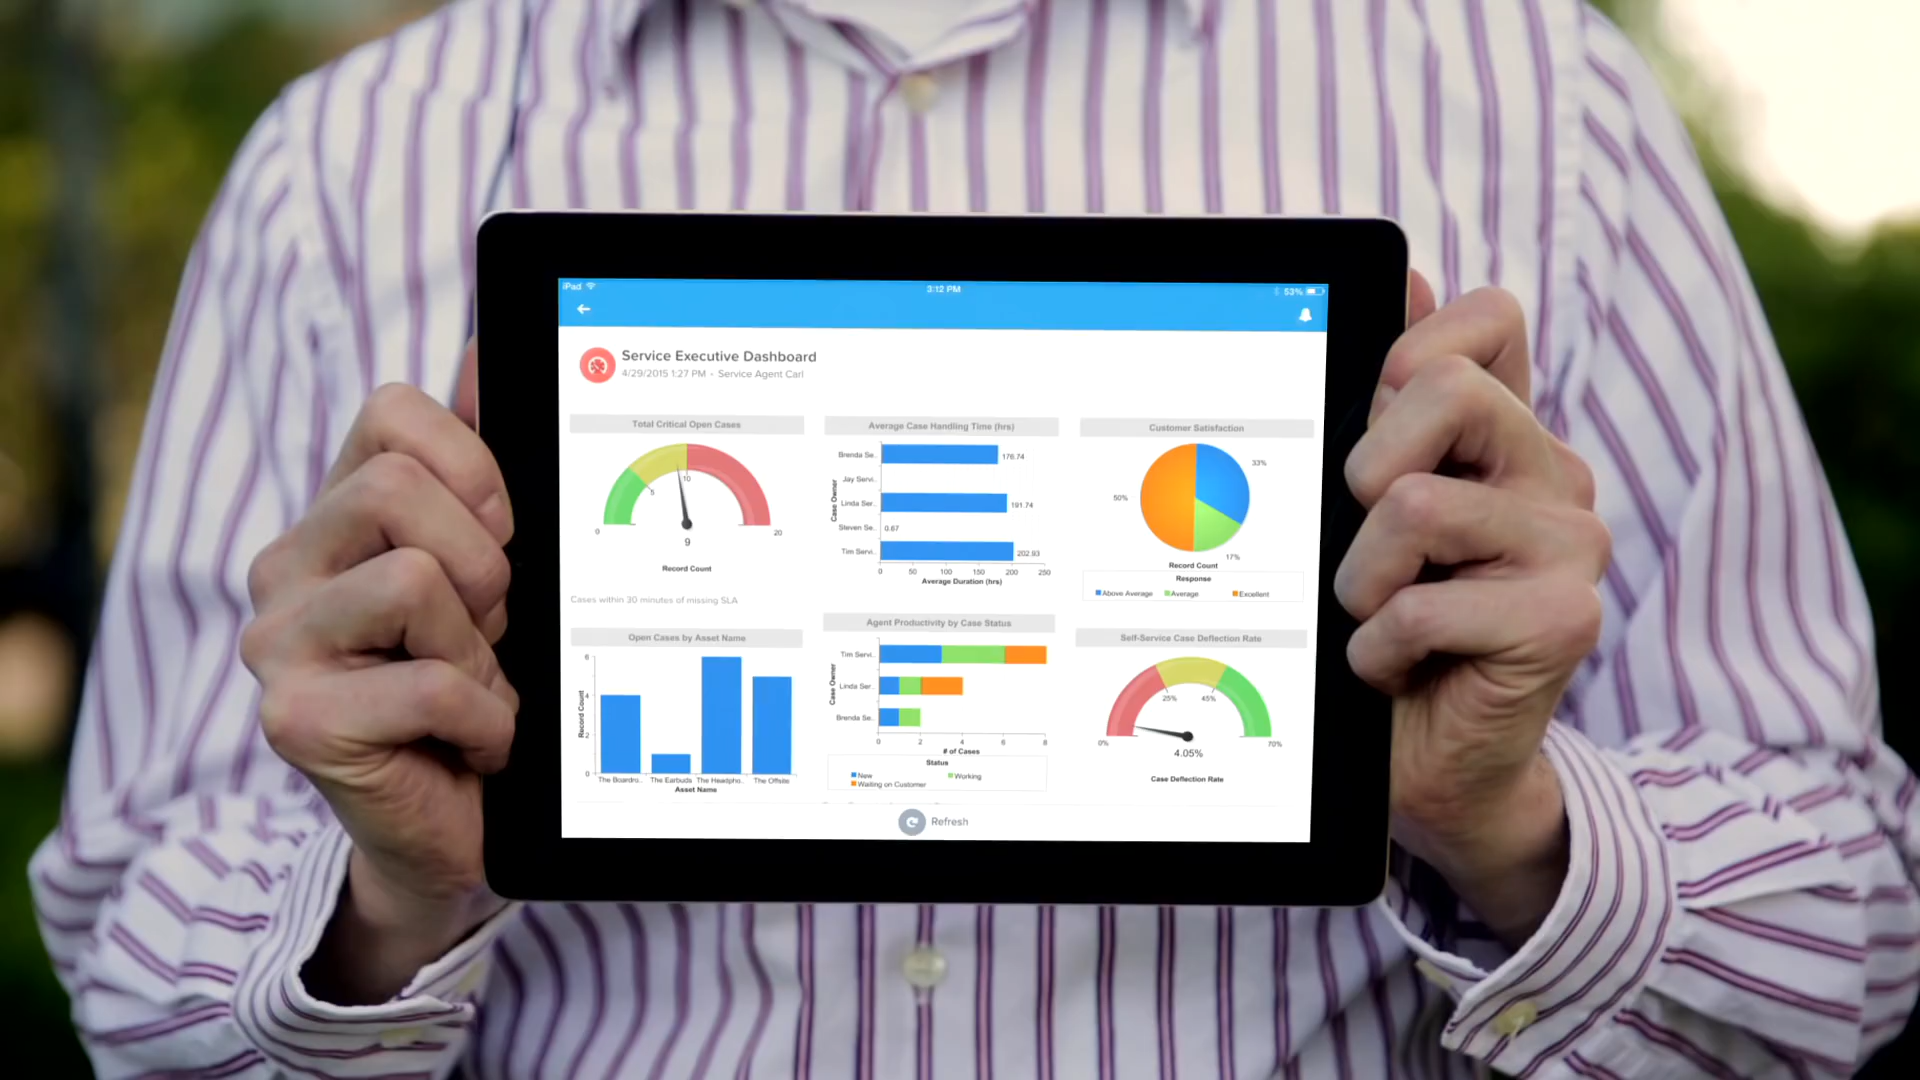 iPad 3:12 PM 53%
Service Executive Dashboard
4/29/2015 1:27 PM - Service Agent Carl
Total Critical Open Cases
0
5
10
20
9
Record Count
Cases within 30 minutes of missing SLA
Average Case Handling Time (hrs)
Case Owner
Brenda Se.. 176.74
Jay Servi..
Linda Ser.. 191.74
Steven Se.. 0.67
Tim Servi.. 202.93
0 50 100 150 200 250
Average Duration (hrs)
Customer Satisfaction
33%
50%
17%
Record Count
Response
Above Average Average Excellent
Open Cases by Asset Name
Record Count
6
4
2
0
The Boardro.. The Earbuds The Headpho.. The Offsite
Asset Name
Agent Productivity by Case Status
Case Owner
Tim Servi..
Linda Ser..
Brenda Se..
0 2 4 6 8
# of Cases
Status
New Working
Waiting on Customer
Self-Service Case Deflection Rate
0%
25%
45%
70%
4.05%
Case Deflection Rate
Refresh